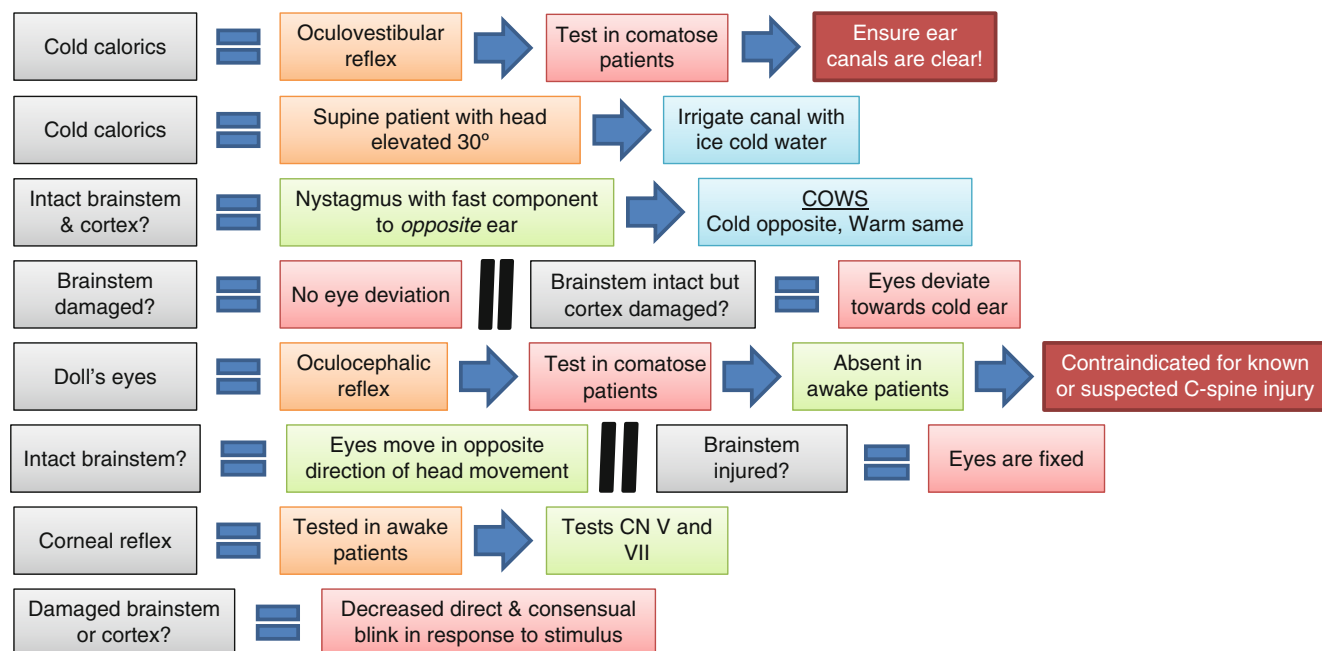 Cold calorics
Oculovestibular
reflex
Test in comatose
patients
Ensure ear
canals are clear!
Cold calorics
Supine patient with head
elevated 30º
Irrigate canal with
ice cold water
Intact brainstem
& cortex?
Nystagmus with fast component
to opposite ear
COWS
Cold opposite, Warm same
Brainstem
damaged?
No eye deviation
Brainstem intact but
cortex damaged?
Eyes deviate
towards cold ear
Doll's eyes
Oculocephalic
reflex
Test in comatose
patients
Absent in
awake patients
Contraindicated for known
or suspected C-spine injury
Intact brainstem?
Eyes move in opposite
direction of head movement
Brainstem
injured?
Eyes are fixed
Corneal reflex
Tested in awake
patients
Tests CN V and
VII
Damaged brainstem
or cortex?
Decreased direct & consensual
blink in response to stimulus